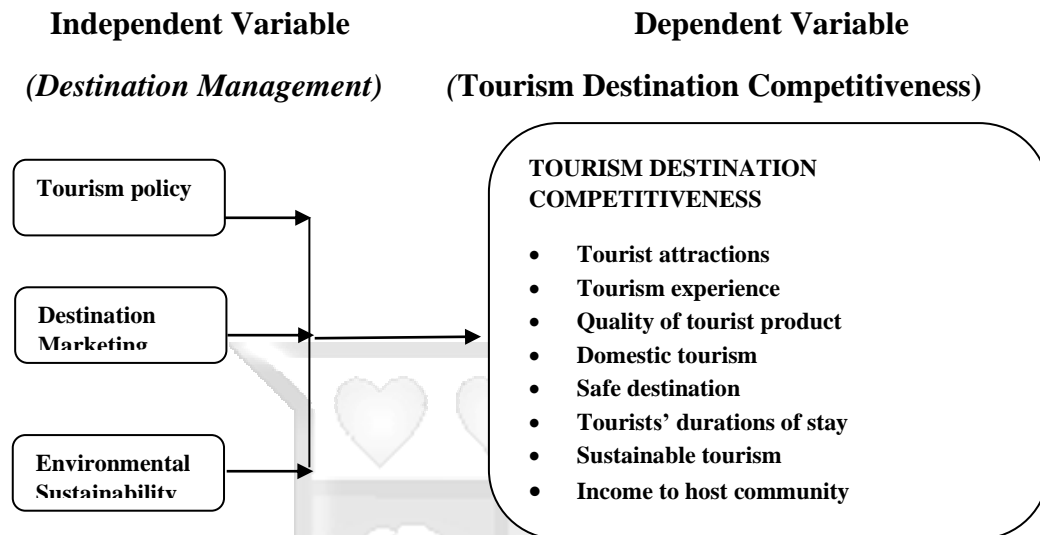 Independent Variable
Dependent Variable
(Destination Management)
(Tourism Destination Competitiveness)
Tourism policy
Destination
Marketing
Environmental
Sustainability
TOURISM DESTINATION
COMPETITIVENESS
• Tourist attractions
• Tourism experience
• Quality of tourist product
• Domestic tourism
• Safe destination
• Tourists’ durations of stay
• Sustainable tourism
• Income to host community